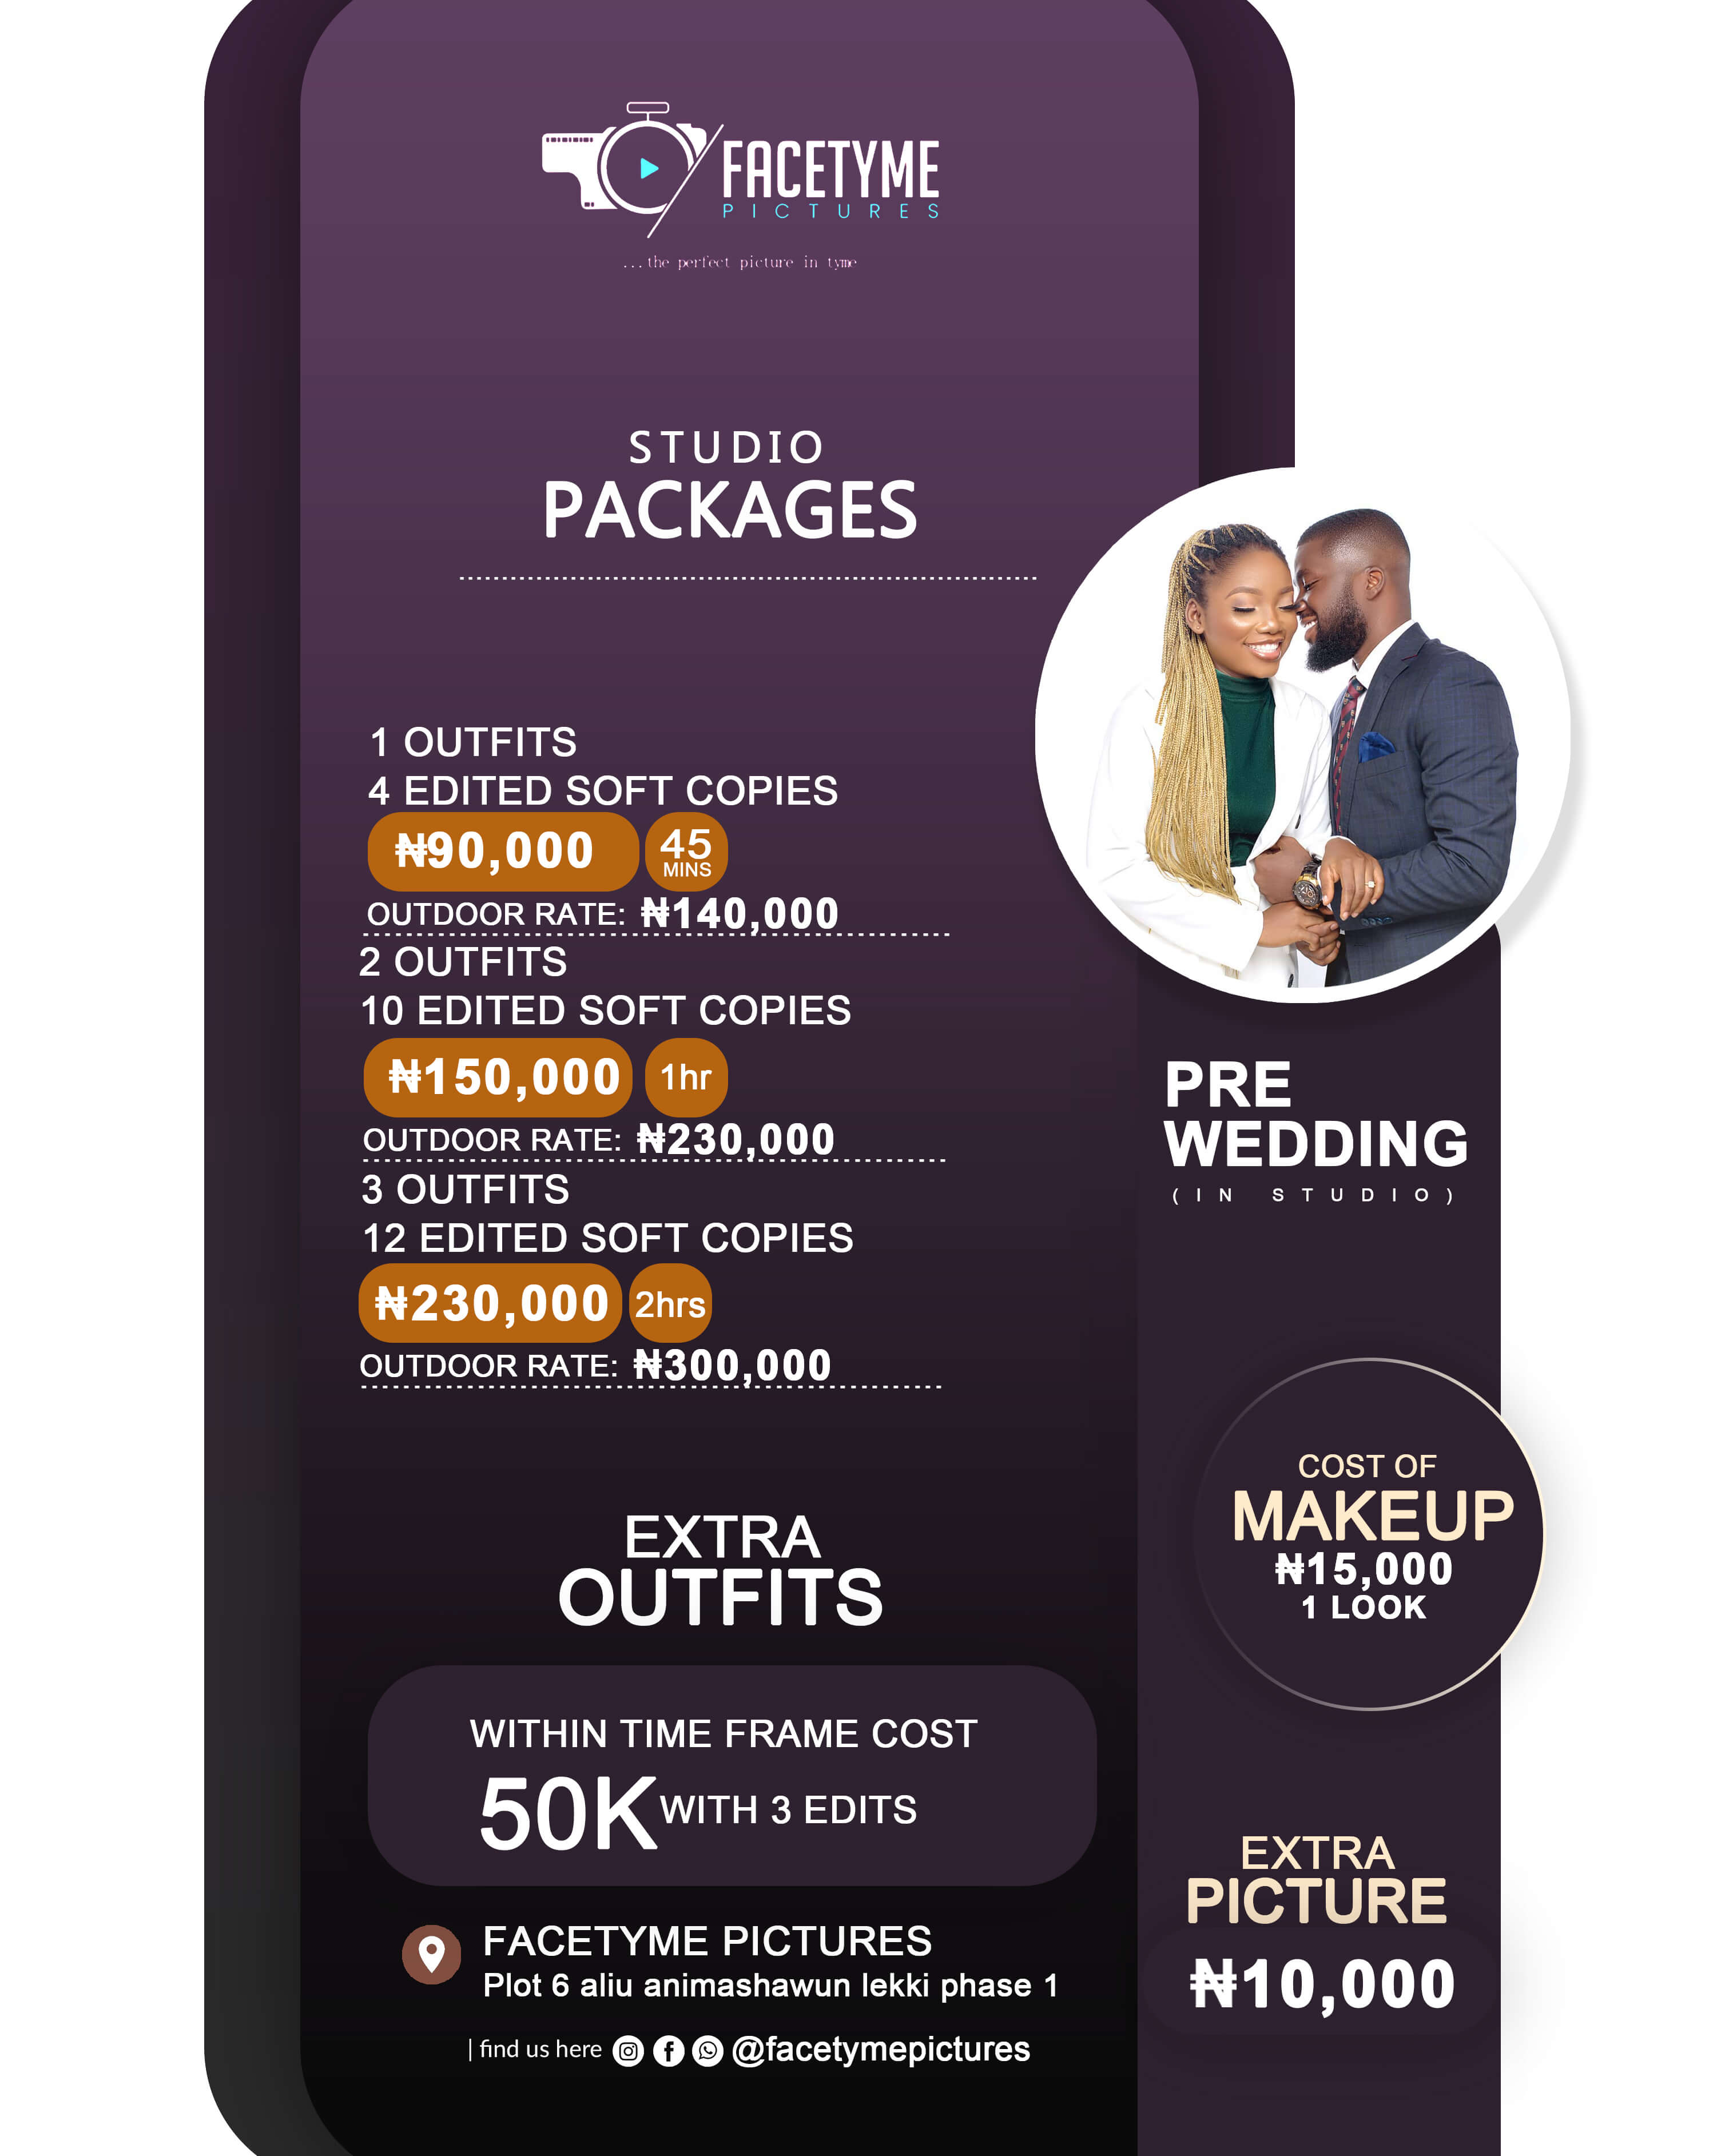 FACETYME
PICTURES
...the perfect picture in tyme
STUDIO
PACKAGES
1 OUTFITS
4 EDITED SOFT COPIES
₦90,000 45 MINS
OUTDOOR RATE: ₦140,000
2 OUTFITS
10 EDITED SOFT COPIES
₦150,000 1hr
OUTDOOR RATE: ₦230,000
3 OUTFITS
12 EDITED SOFT COPIES
₦230,000 2hrs
OUTDOOR RATE: ₦300,000
PRE
WEDDING
(IN STUDIO)
COST OF
MAKEUP
₦15,000
1 LOOK
EXTRA
OUTFITS
WITHIN TIME FRAME COST
50K WITH 3 EDITS
EXTRA
PICTURE
₦10,000
FACETYME PICTURES
Plot 6 aliu animashawun lekki phase 1
| find us here @facetymepictures